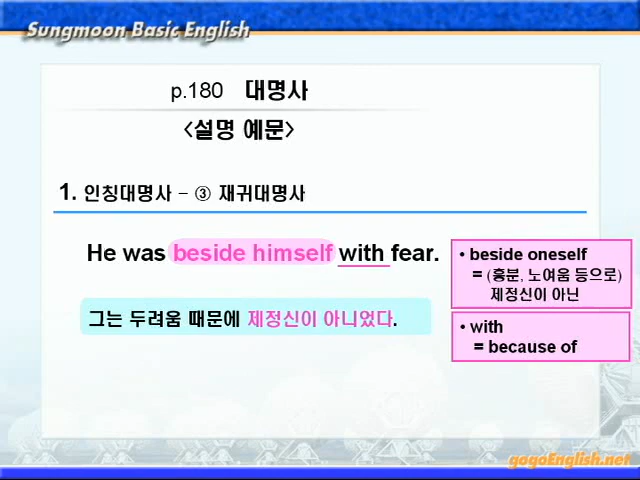 Sungmoon Basic English
p.180 대명사
<설명 예문>
1. 인칭대명사 - ③ 재귀대명사
He was beside himself with fear.
그는 두려움 때문에 제정신이 아니었다.
• beside oneself
= (흥분, 노여움 등으로)
제정신이 아닌
• with
= because of
gogoEnglish.net